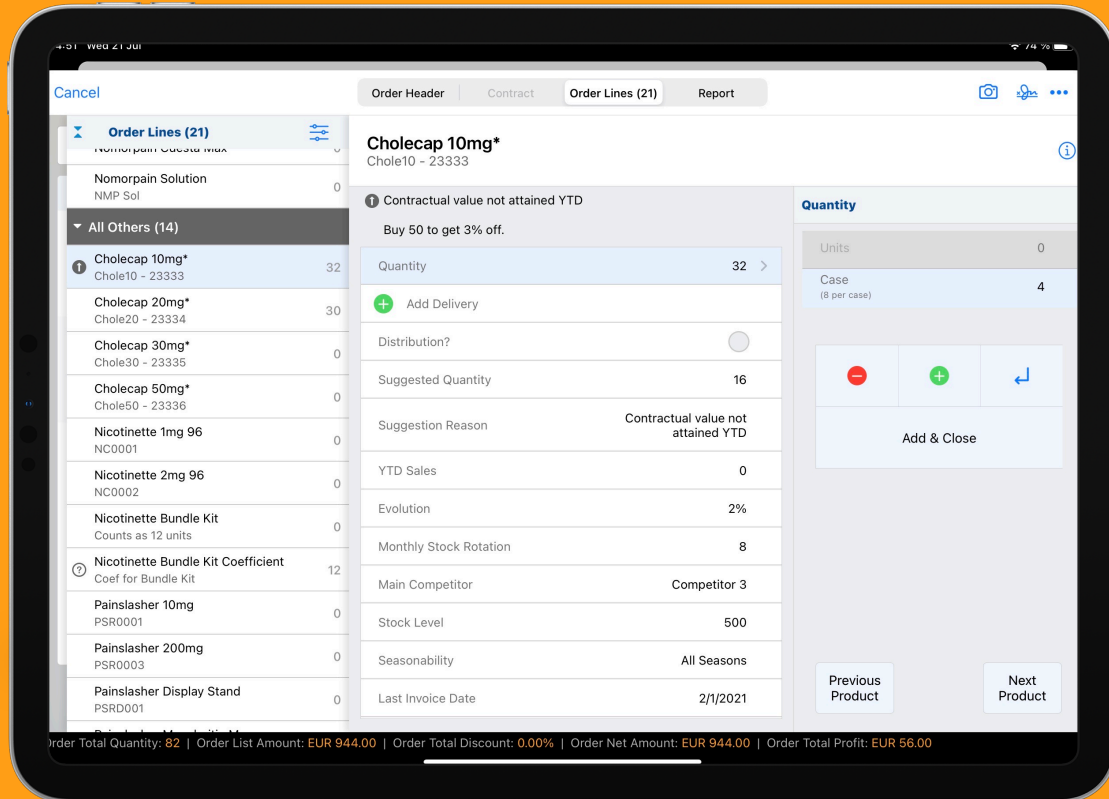 4:51 Wed 21 Jul
74 %
Cancel
Order Header
Contract
Order Lines (21)
Report
Order Lines (21)
Nomorpain Cuesta Max
0
Nomorpain Solution
NMP Sol
0
All Others (14)
Cholecap 10mg*
Chole10 - 23333
32
Cholecap 20mg*
Chole20 - 23334
30
Cholecap 30mg*
Chole30 - 23335
0
Cholecap 50mg*
Chole50 - 23336
0
Nicotinette 1mg 96
NC0001
0
Nicotinette 2mg 96
NC0002
0
Nicotinette Bundle Kit
Counts as 12 units
0
Nicotinette Bundle Kit Coefficient
Coef for Bundle Kit
12
Painslasher 10mg
PSR0001
0
Painslasher 200mg
PSR0003
0
Painslasher Display Stand
PSRD001
0
Cholecap 10mg*
Chole10 - 23333
Contractual value not attained YTD
Buy 50 to get 3% off.
Quantity 32
Add Delivery
Distribution?
Suggested Quantity 16
Suggestion Reason Contractual value not
attained YTD
YTD Sales 0
Evolution 2%
Monthly Stock Rotation 8
Main Competitor Competitor 3
Stock Level 500
Seasonability All Seasons
Last Invoice Date 2/1/2021
Quantity
Units 0
Case 4
(8 per case)
Add & Close
Previous
Product
Next
Product
Order Total Quantity: 82 | Order List Amount: EUR 944.00 | Order Total Discount: 0.00% | Order Net Amount: EUR 944.00 | Order Total Profit: EUR 56.00